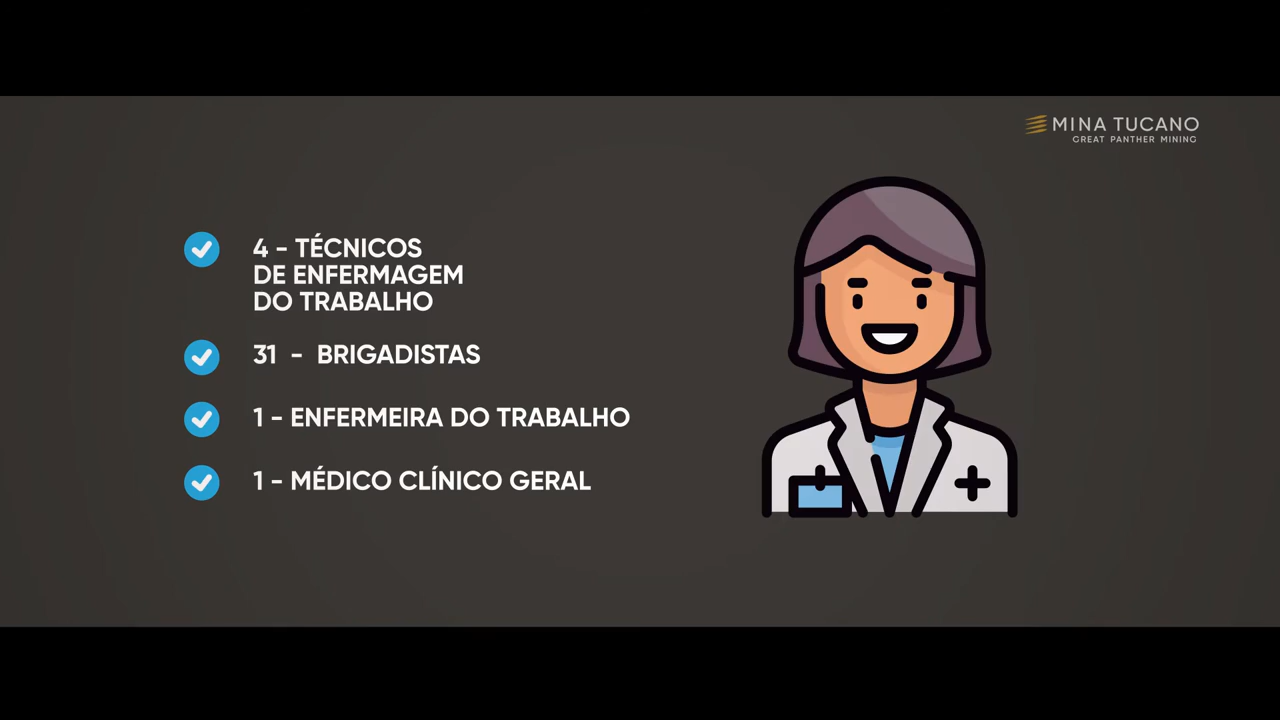 MINA TUCANO
GREAT PANTHER MINING
4 - TÉCNICOS
DE ENFERMAGEM
DO TRABALHO
31 - BRIGADISTAS
1 - ENFERMEIRA DO TRABALHO
1 - MÉDICO CLÍNICO GERAL